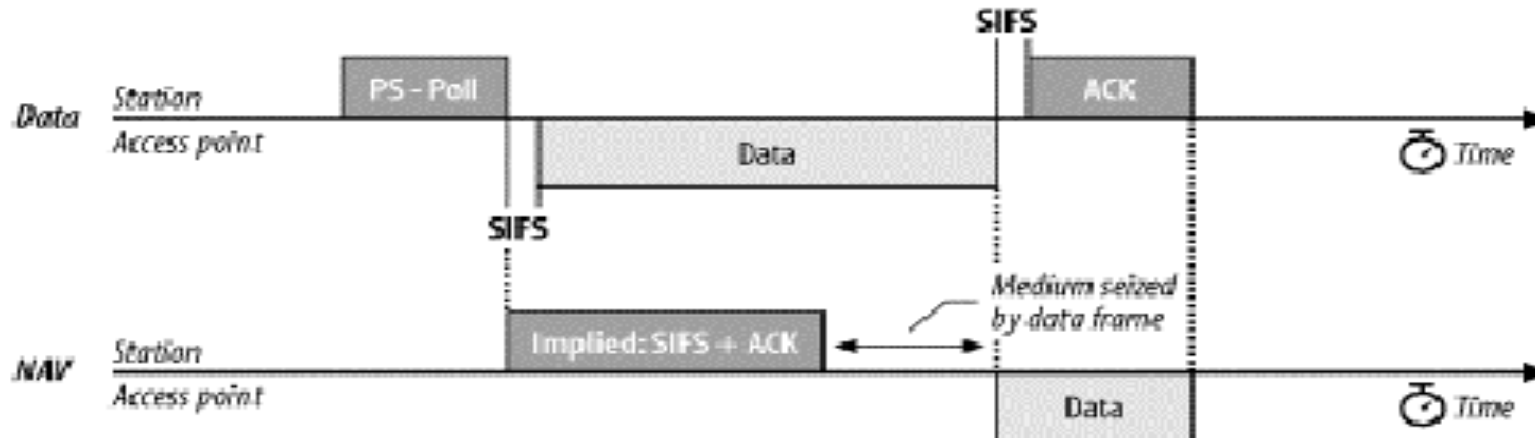 SIFS
PS-Poll
ACK
Data
Station
Access point
Data
Time
SIFS
Medium seized
by data frame
Implied: SIFS + ACK
NAV
Station
Access point
Data
Time